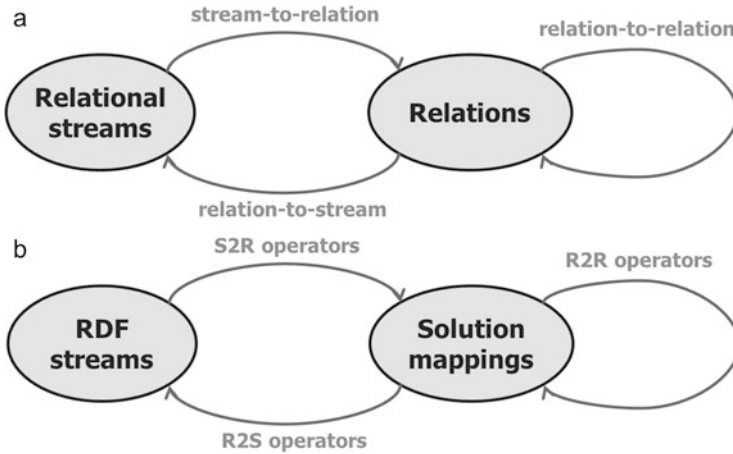 a
stream-to-relation
relation-to-relation
Relational
streams
Relations
relation-to-stream
b
S2R operators
R2R operators
RDF
streams
Solution
mappings
R2S operators